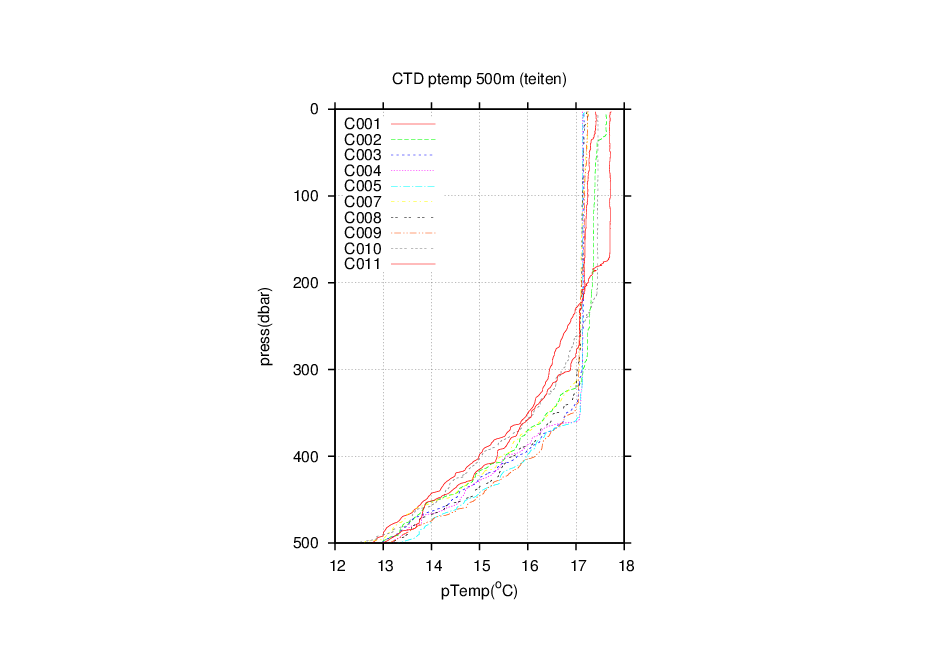 CTD ptemp 500m (teiten)
0
100
200
300
400
500
press(dbar)
C001
C002
C003
C004
C005
C007
C008
C009
C010
C011
12 13 14 15 16 17 18
pTemp(°C)